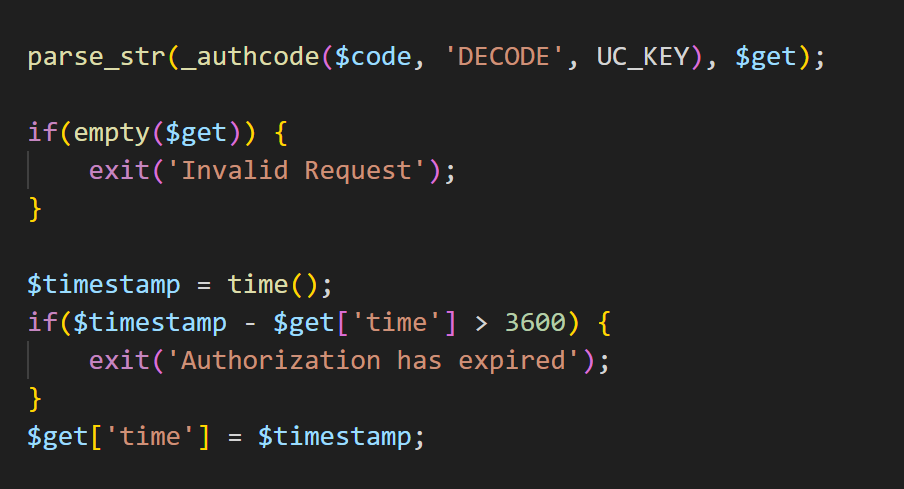 parse_str(_authcode($code, 'DECODE', UC_KEY), $get);
if(empty($get)) {
exit('Invalid Request');
}
$timestamp = time();
if($timestamp - $get['time'] > 3600) {
exit('Authorization has expired');
}
$get['time'] = $timestamp;